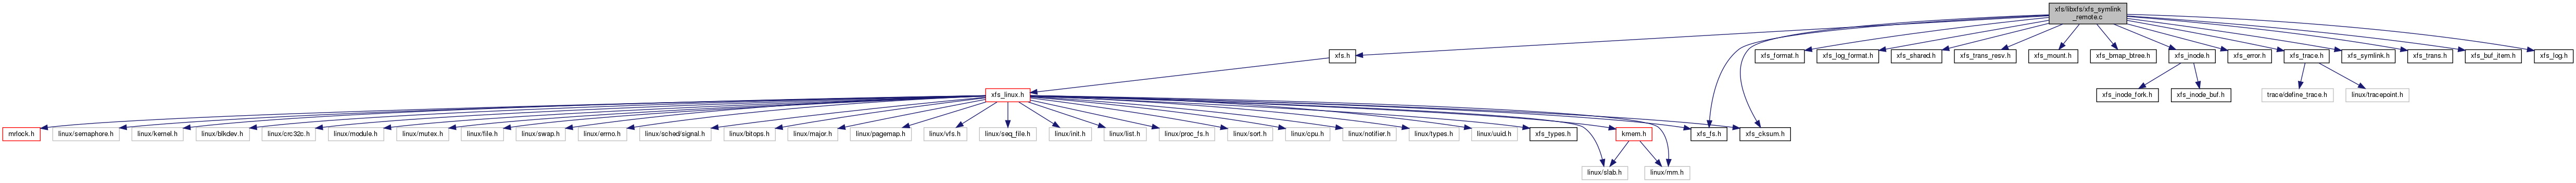 xfs/libxfs/xfs_symlink
_remote.c
xfs.h
xfs_format.h
xfs_log_format.h
xfs_shared.h
xfs_trans_resv.h
xfs_mount.h
xfs_bmap_btree.h
xfs_inode.h
xfs_error.h
xfs_trace.h
xfs_symlink.h
xfs_trans.h
xfs_buf_item.h
xfs_log.h
xfs_linux.h
xfs_inode_fork.h
xfs_inode_buf.h
trace/define_trace.h
linux/tracepoint.h
mrlock.h
linux/semaphore.h
linux/kernel.h
linux/blkdev.h
linux/crc32c.h
linux/module.h
linux/mutex.h
linux/file.h
linux/swap.h
linux/errno.h
linux/sched/signal.h
linux/bitops.h
linux/major.h
linux/pagemap.h
linux/vfs.h
linux/seq_file.h
linux/init.h
linux/list.h
linux/proc_fs.h
linux/sort.h
linux/cpu.h
linux/notifier.h
linux/types.h
linux/uuid.h
xfs_types.h
kmem.h
xfs_fs.h
xfs_cksum.h
linux/slab.h
linux/mm.h